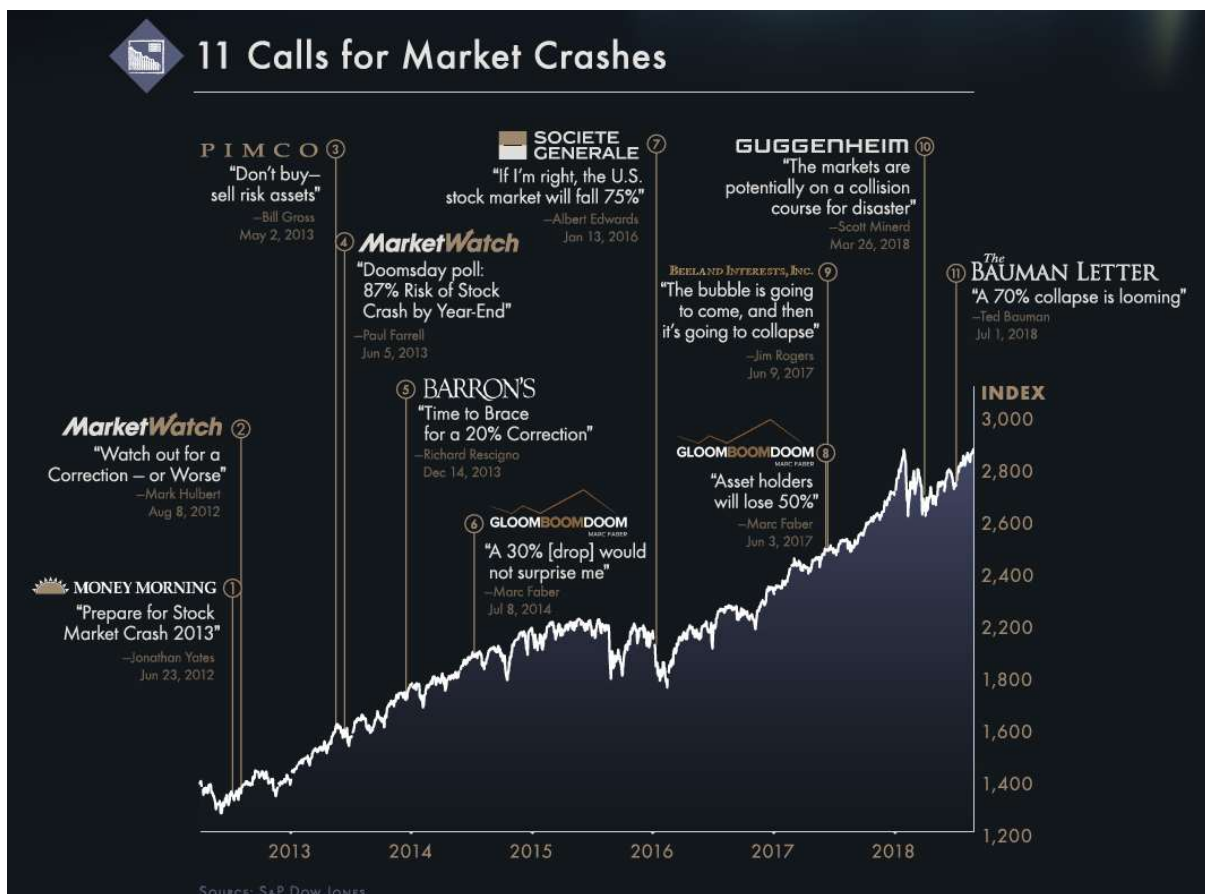 11 Calls for Market Crashes
PIMCO ③
"Don't buy—
sell risk assets"
—Bill Gross
May 2, 2013
④ MarketWatch
"Doomsday poll:
87% Risk of Stock
Crash by Year-End"
—Paul Farrell
Jun 5, 2013
SOCIETE
GENERALE ⑦
"If I'm right, the U.S.
stock market will fall 75%"
—Albert Edwards
Jan 13, 2016
GUGGENHEIM ⑩
"The markets are
potentially on a collision
course for disaster"
—Scott Minerd
Mar 26, 2018
BEELAND INTERESTS, INC. ⑨
"The bubble is going
to come, and then
it's going to collapse"
—Jim Rogers
Jun 9, 2017
⑪ The
BAUMAN LETTER
"A 70% collapse is looming"
—Ted Bauman
Jul 1, 2018
MarketWatch ②
"Watch out for a
Correction – or Worse"
—Mark Hulbert
Aug 8, 2012
⑤ BARRON'S
"Time to Brace
for a 20% Correction"
—Richard Rescigno
Dec 14, 2013
GLOOMBOOMDOOM ⑧
MARC FABER
"Asset holders
will lose 50%"
—Marc Faber
Jun 3, 2017
⑥ GLOOMBOOMDOOM
MARC FABER
"A 30% [drop] would
not surprise me"
—Marc Faber
Jul 8, 2014
MONEY MORNING ①
"Prepare for Stock
Market Crash 2013"
—Jonathan Yates
Jun 23, 2012
INDEX
3,000
2,800
2,600
2,400
2,200
1,800
1,600
1,400
1,200
2013
2014
2015
2016
2017
2018
SOURCE: S&P DOW JONES